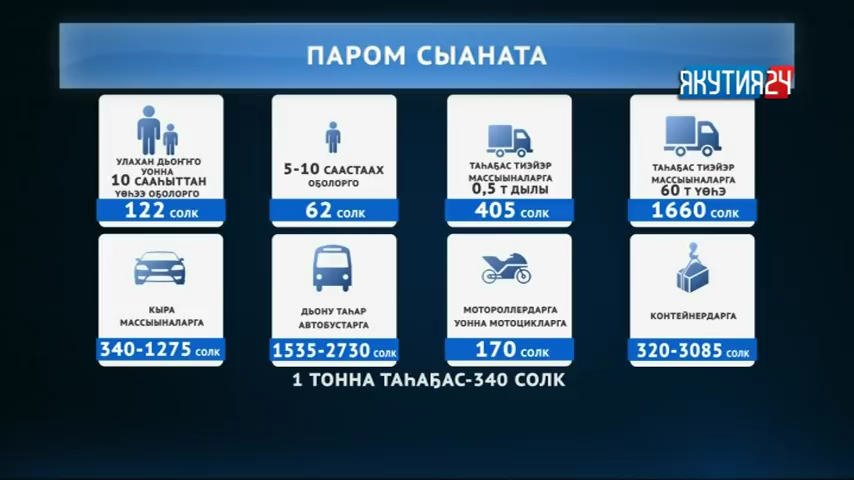 ПАРОМ СЫАНАТА
ЯКУТИЯ24
УЛАХАН ДЬОҤҤО
УОННА
10 СААҺЫТТАН
ҮӨҺЭЭ ОҔОЛОРГО
122 СОЛК
5-10 СААСТААХ
ОҔОЛОРГО
62 СОЛК
ТАҺАҔАС ТИЭЙЭР
МАССЫЫНАЛАРГА
0,5 Т ДЫЛЫ
405 СОЛК
ТАҺАҔАС ТИЭЙЭР
МАССЫЫНАЛАРГА
60 Т ҮӨҺЭ
1660 СОЛК
КЫРА
МАССЫЫНАЛАРГА
340-1275 СОЛК
ДЬОНУ ТАҺАР
АВТОБУСТАРГА
1535-2730 СОЛК
МОТОРОЛЛЕРДАРГА
УОННА МОТОЦИКЛАРГА
170 СОЛК
КОНТЕЙНЕРДАРГА
320-3085 СОЛК
1 ТОННА ТАҺАҔАС-340 СОЛК